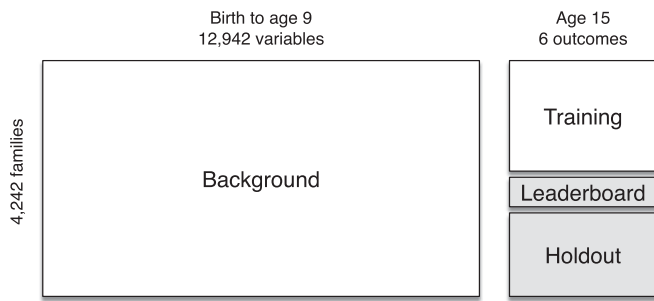 Birth to age 9
12,942 variables
Age 15
6 outcomes
4,242 families
Background
Training
Leaderboard
Holdout